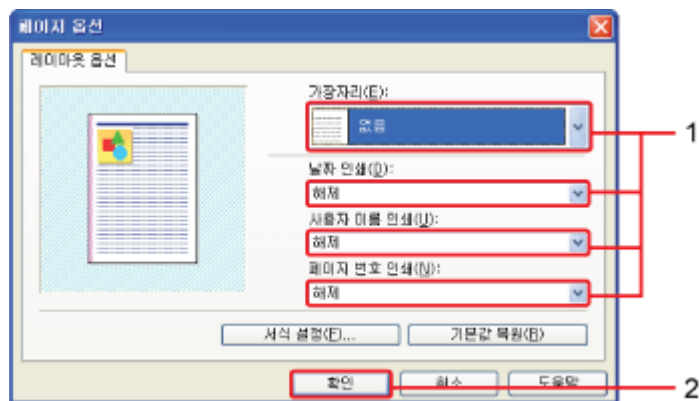 페이지 옵션
레이아웃 옵션
가장자리(E):
없음
1
날짜 인쇄(D):
해제
사용자 이름 인쇄(U):
해제
페이지 번호 인쇄(N):
해제
서식 설정(F)...
기본값 복원(R)
확인
취소
도움말
2